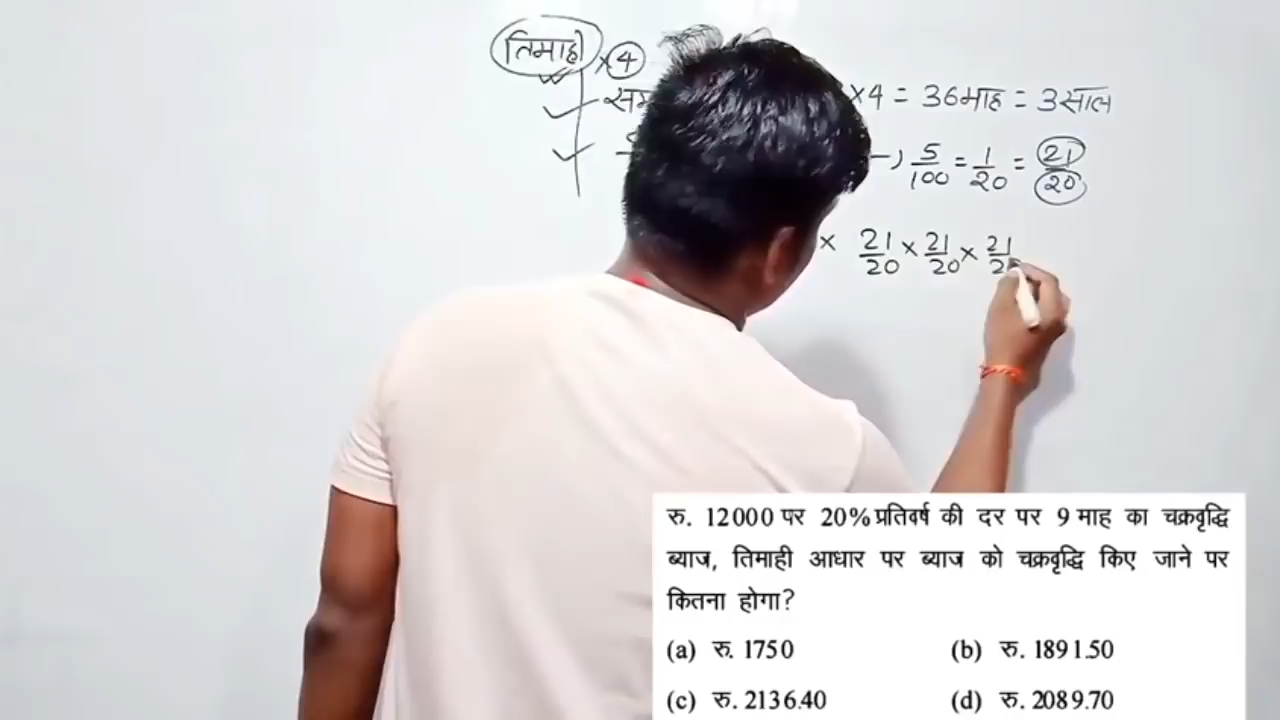 तिमाही × 4
×4 = 36माह = 3साल
5/100 = 1/20 = 21/20
× 21/20 × 21/20 × 21/2
रु. 12000 पर 20% प्रतिवर्ष की दर पर 9 माह का चक्रवृद्धि
ब्याज, तिमाही आधार पर ब्याज को चक्रवृद्धि किए जाने पर
कितना होगा?
(a) रु. 1750 (b) रु. 1891.50
(c) रु. 2136.40 (d) रु. 2089.70